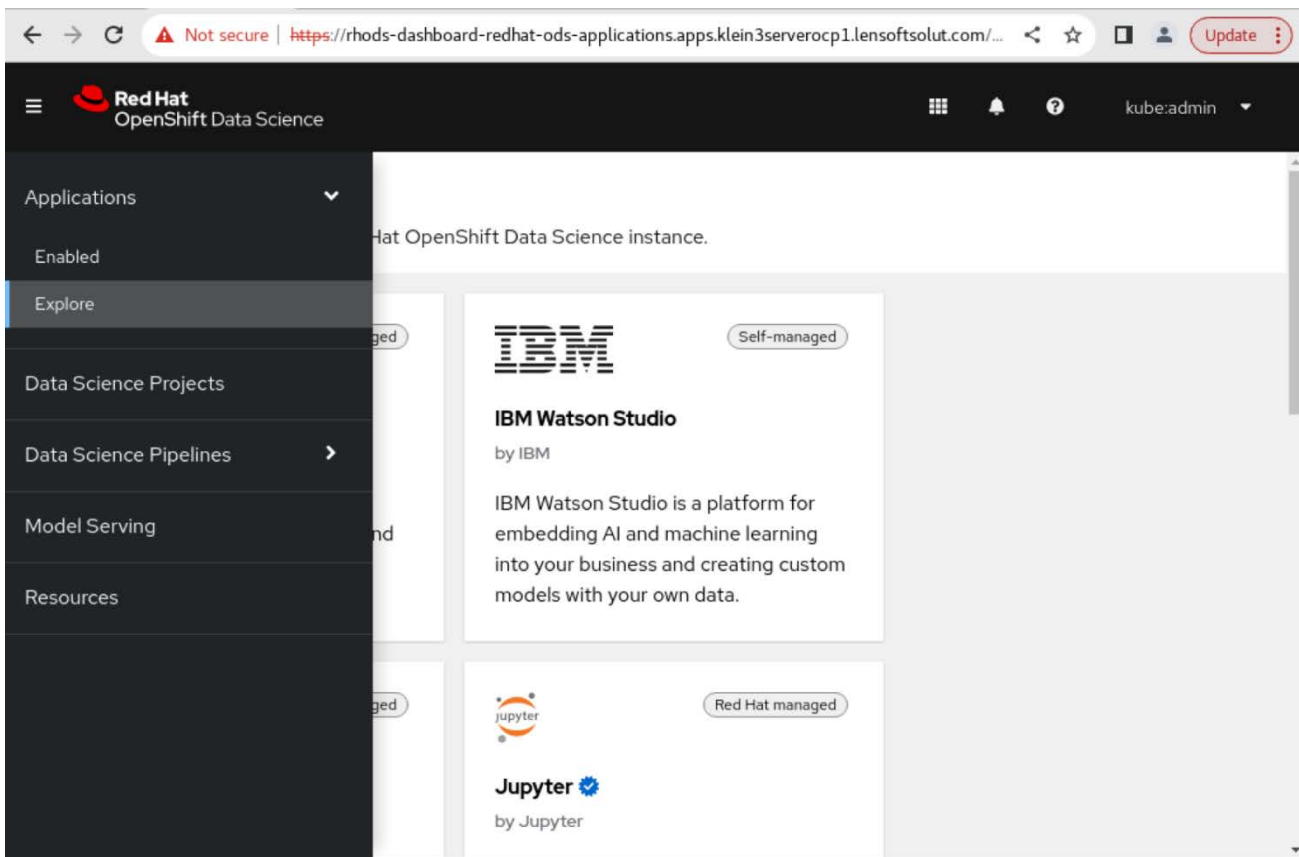 Not secure | https://rhods-dashboard-redhat-ods-applications.apps.klein3serverocp1.lensoftsolut.com/...
Update
Red Hat
OpenShift Data Science
kube:admin
Applications
Enabled
Explore
Data Science Projects
Data Science Pipelines
Model Serving
Resources
Hat OpenShift Data Science instance.
ged
nd
ged
IBM
Self-managed
IBM Watson Studio
by IBM
IBM Watson Studio is a platform for
embedding AI and machine learning
into your business and creating custom
models with your own data.
jupyter
Red Hat managed
Jupyter
by Jupyter